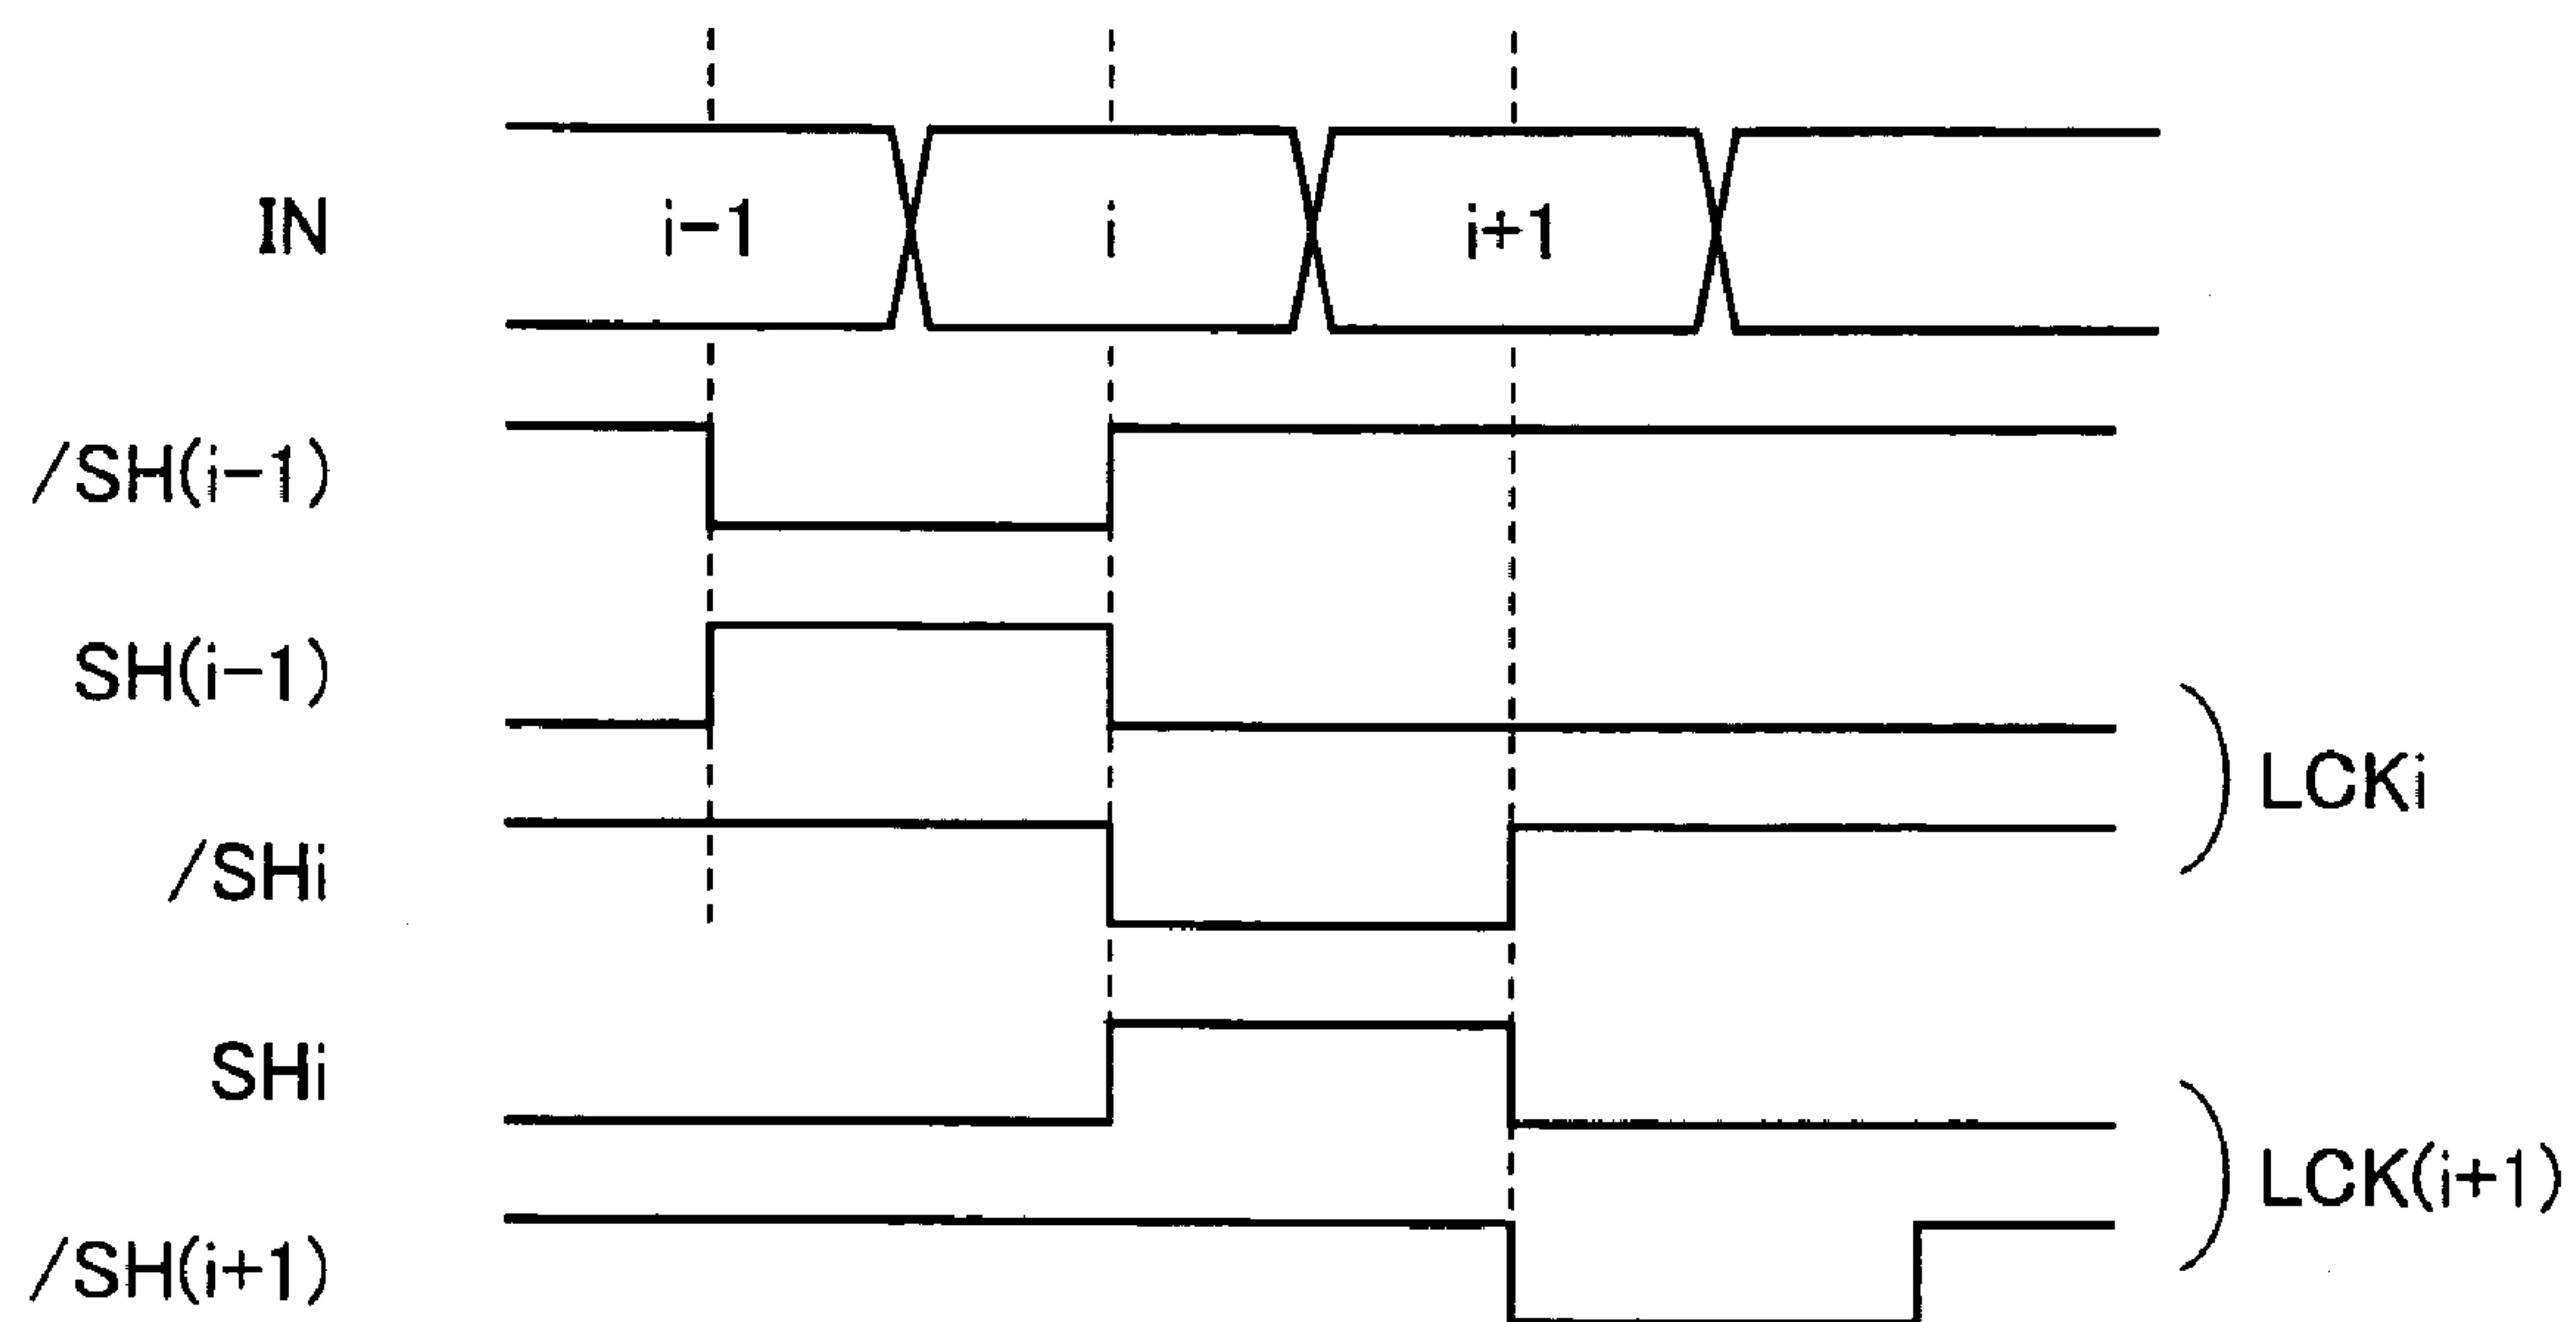 IN
i-1
i
i+1
/SH(i-1)
SH(i-1)
/SHi
LCKi
SHi
/SH(i+1)
LCK(i+1)